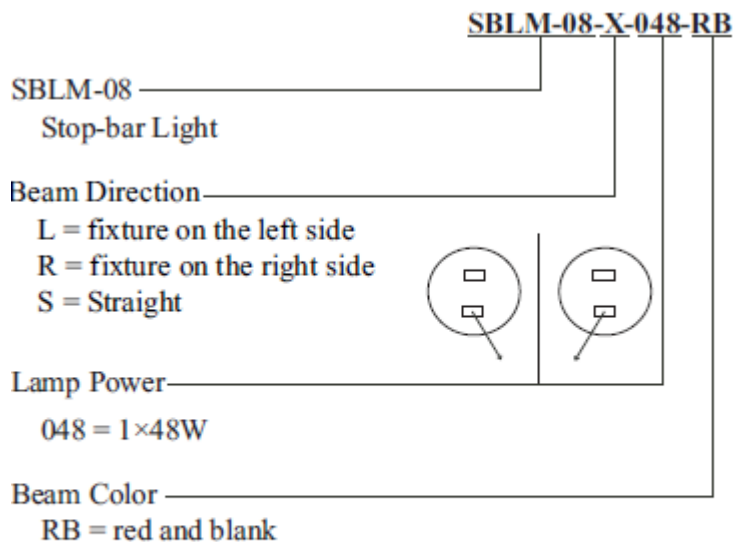 SBLM-08-X-048-RB
SBLM-08
Stop-bar Light
Beam Direction
L = fixture on the left side
R = fixture on the right side
S = Straight
Lamp Power
048 = 1×48W
Beam Color
RB = red and blank